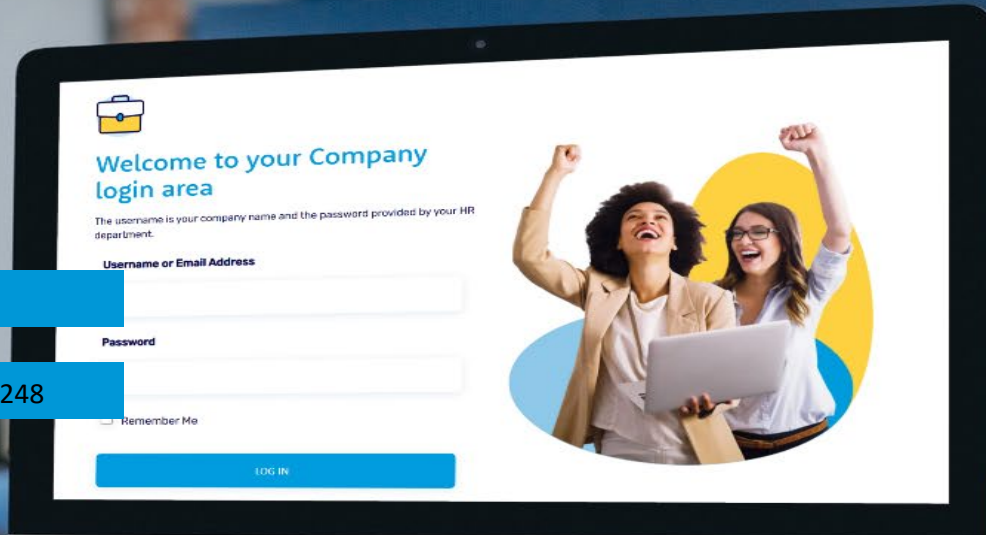 Welcome to your Company
login area
The username is your company name and the password provided by your HR
department.
Username or Email Address
Password
248
Remember Me
LOG IN